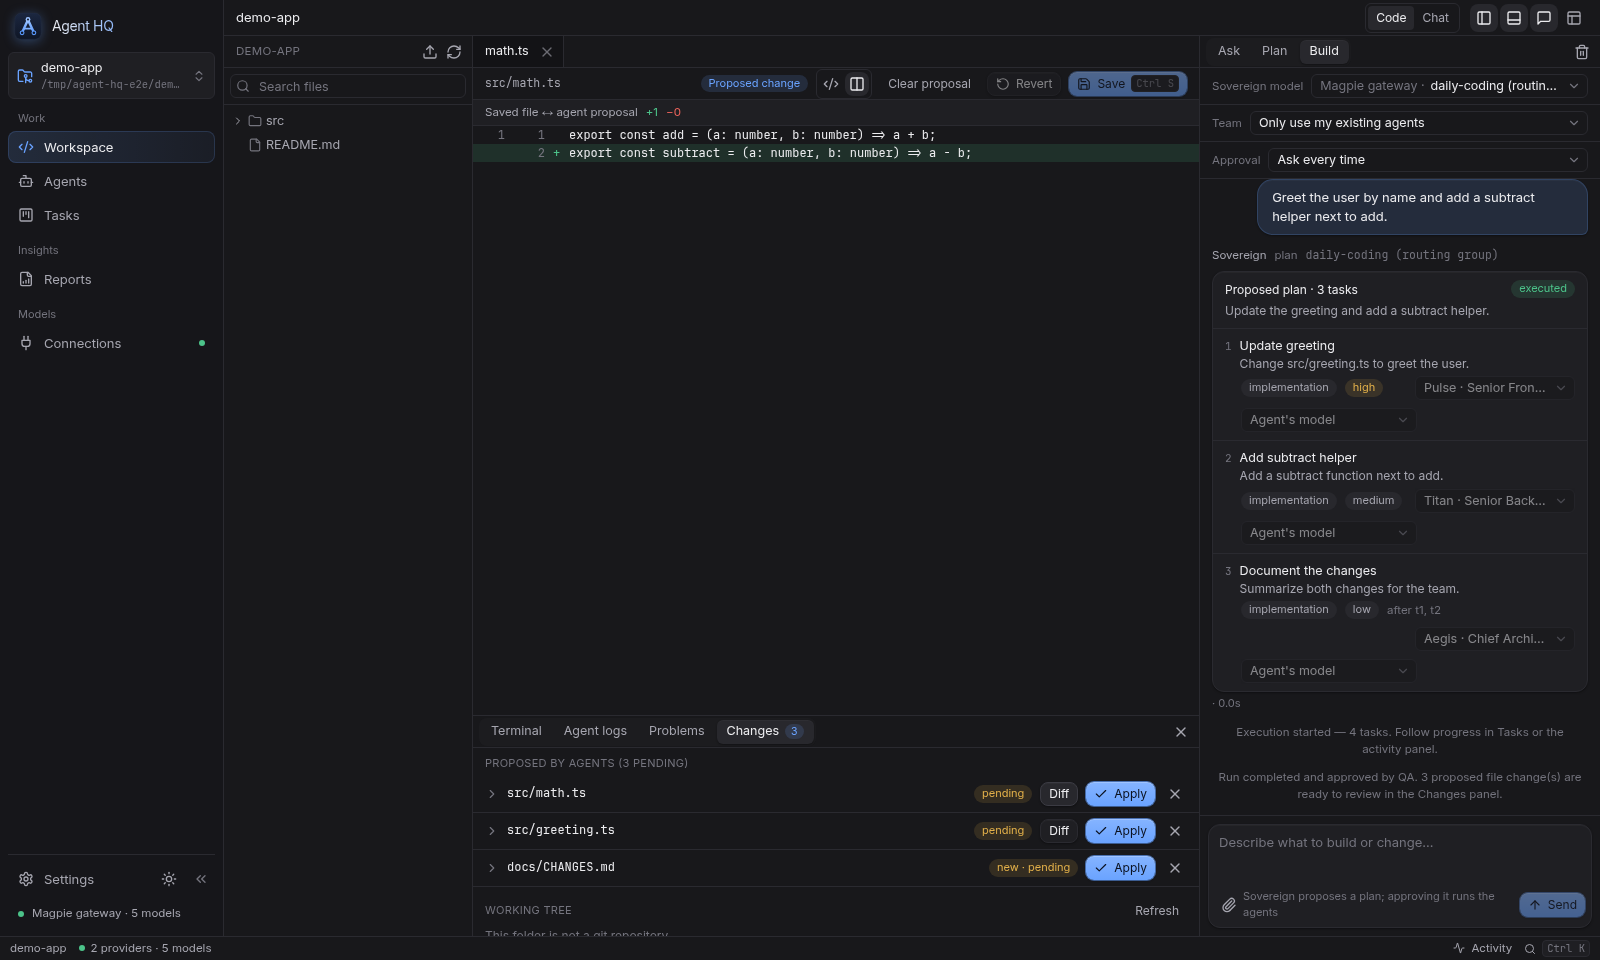 Agent HQ
demo-app
/tmp/agent-hq-e2e/dem…
Work
Workspace
Agents
Tasks
Insights
Reports
Models
Connections
Settings
Magpie gateway · 5 models
demo-app
Code
Chat
DEMO-APP
Search files
src
README.md
math.ts
src/math.ts
Proposed change
Clear proposal
Revert
Save
Ctrl S
Saved file ↔ agent proposal +1 −0
1 1 export const add = (a: number, b: number) => a + b;
2 + export const subtract = (a: number, b: number) => a - b;
Terminal
Agent logs
Problems
Changes 3
PROPOSED BY AGENTS (3 PENDING)
src/math.ts
pending
Diff
Apply
src/greeting.ts
pending
Diff
Apply
docs/CHANGES.md
new · pending
Apply
WORKING TREE
Refresh
This folder is not a git repository
Ask
Plan
Build
Sovereign model
Magpie gateway · daily-coding (routin...
Team
Only use my existing agents
Approval
Ask every time
Greet the user by name and add a subtract
helper next to add.
Sovereign plan daily-coding (routing group)
Proposed plan · 3 tasks
executed
Update the greeting and add a subtract helper.
1 Update greeting
Change src/greeting.ts to greet the user.
implementation
high
Pulse · Senior Fron...
Agent's model
2 Add subtract helper
Add a subtract function next to add.
implementation
medium
Titan · Senior Back...
Agent's model
3 Document the changes
Summarize both changes for the team.
implementation
low
after t1, t2
Aegis · Chief Archi...
Agent's model
· 0.0s
Execution started — 4 tasks. Follow progress in Tasks or the
activity panel.
Run completed and approved by QA. 3 proposed file change(s) are
ready to review in the Changes panel.
Describe what to build or change...
Sovereign proposes a plan; approving it runs the
agents
Send
demo-app
2 providers · 5 models
Activity
Ctrl K